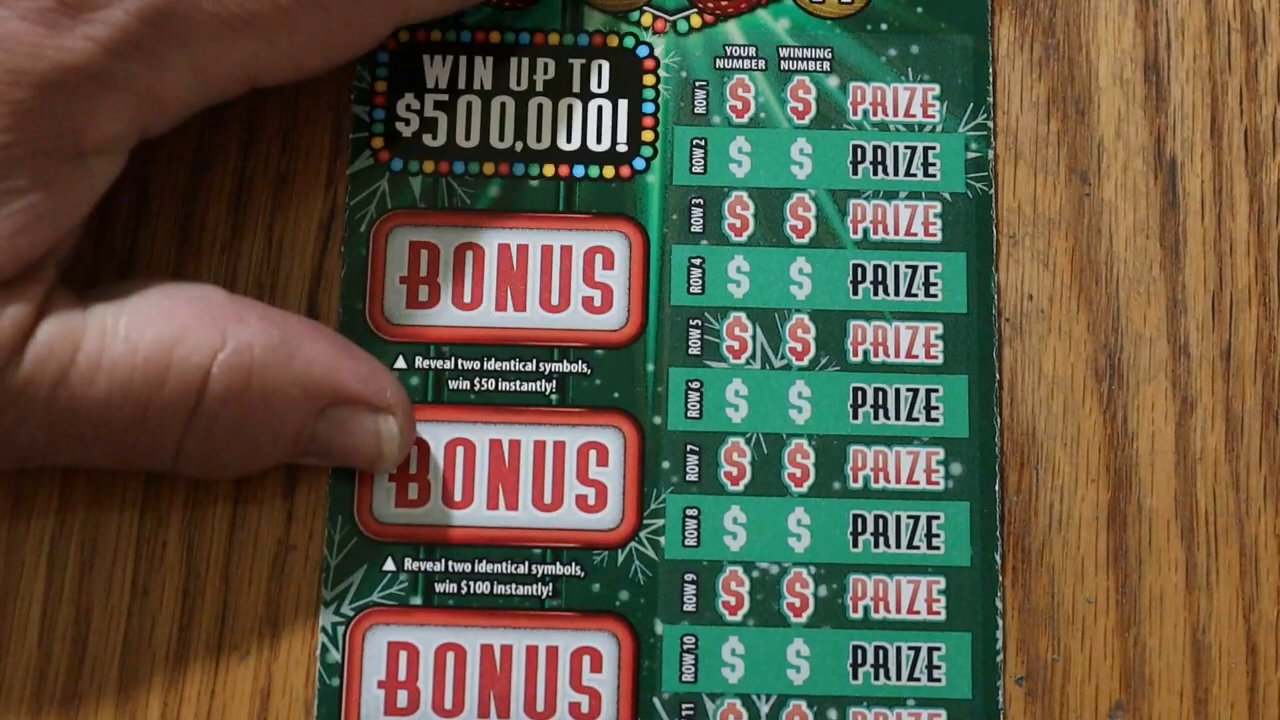 WIN UP TO
$500,000!
BONUS
▲ Reveal two identical symbols,
win $50 instantly!
BONUS
▲ Reveal two identical symbols,
win $100 instantly!
BONUS
YOUR NUMBER WINNING NUMBER
ROW 1 $ $ PRIZE
ROW 2 $ $ PRIZE
ROW 3 $ $ PRIZE
ROW 4 $ $ PRIZE
ROW 5 $ $ PRIZE
ROW 6 $ $ PRIZE
ROW 7 $ $ PRIZE
ROW 8 $ $ PRIZE
ROW 9 $ $ PRIZE
ROW 10 $ $ PRIZE
11 $ $ PRIZE